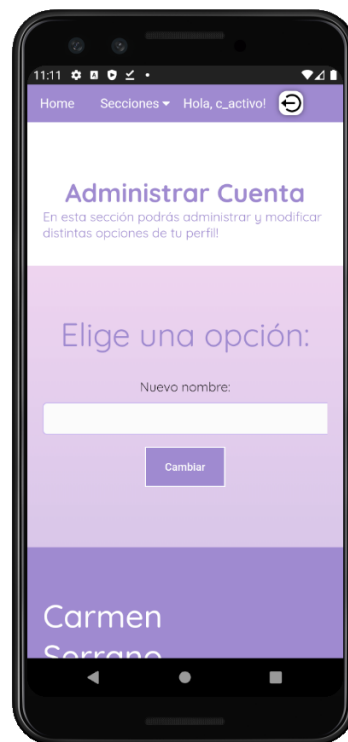 11:11
Home Secciones Hola, c_activo!
Administrar Cuenta
En esta sección podrás administrar y modificar
distintas opciones de tu perfil!
Elige una opción:
Nuevo nombre:
Cambiar
Carmen
Serrano